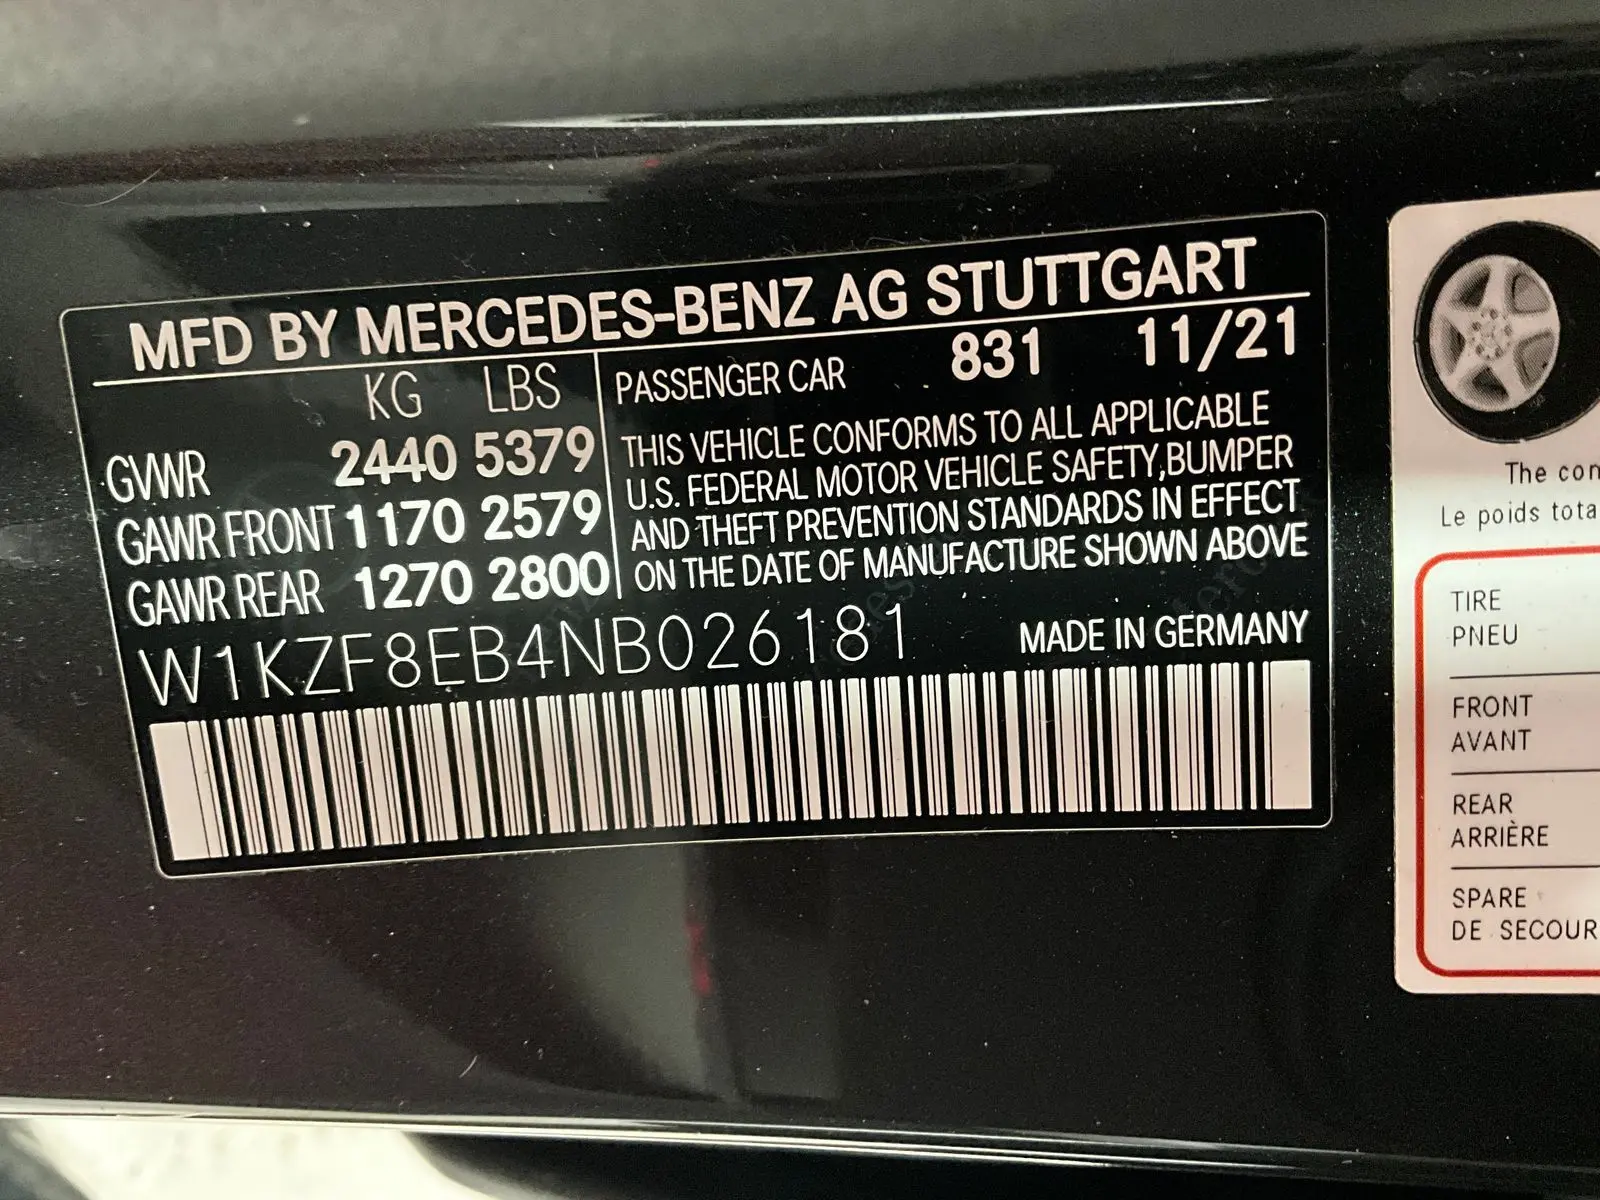 MFD BY MERCEDES-BENZ AG STUTTGART
KG LBS
GVWR 2440 5379
GAWR FRONT 1170 2579
GAWR REAR 1270 2800
PASSENGER CAR 831 11/21
THIS VEHICLE CONFORMS TO ALL APPLICABLE
U.S. FEDERAL MOTOR VEHICLE SAFETY,BUMPER
AND THEFT PREVENTION STANDARDS IN EFFECT
ON THE DATE OF MANUFACTURE SHOWN ABOVE
W1KZF8EB4NB026181
MADE IN GERMANY
The
Le poids
TIRE
PNEU
FRONT
AVANT
REAR
ARRIÈRE
SPARE
DE SECOUR